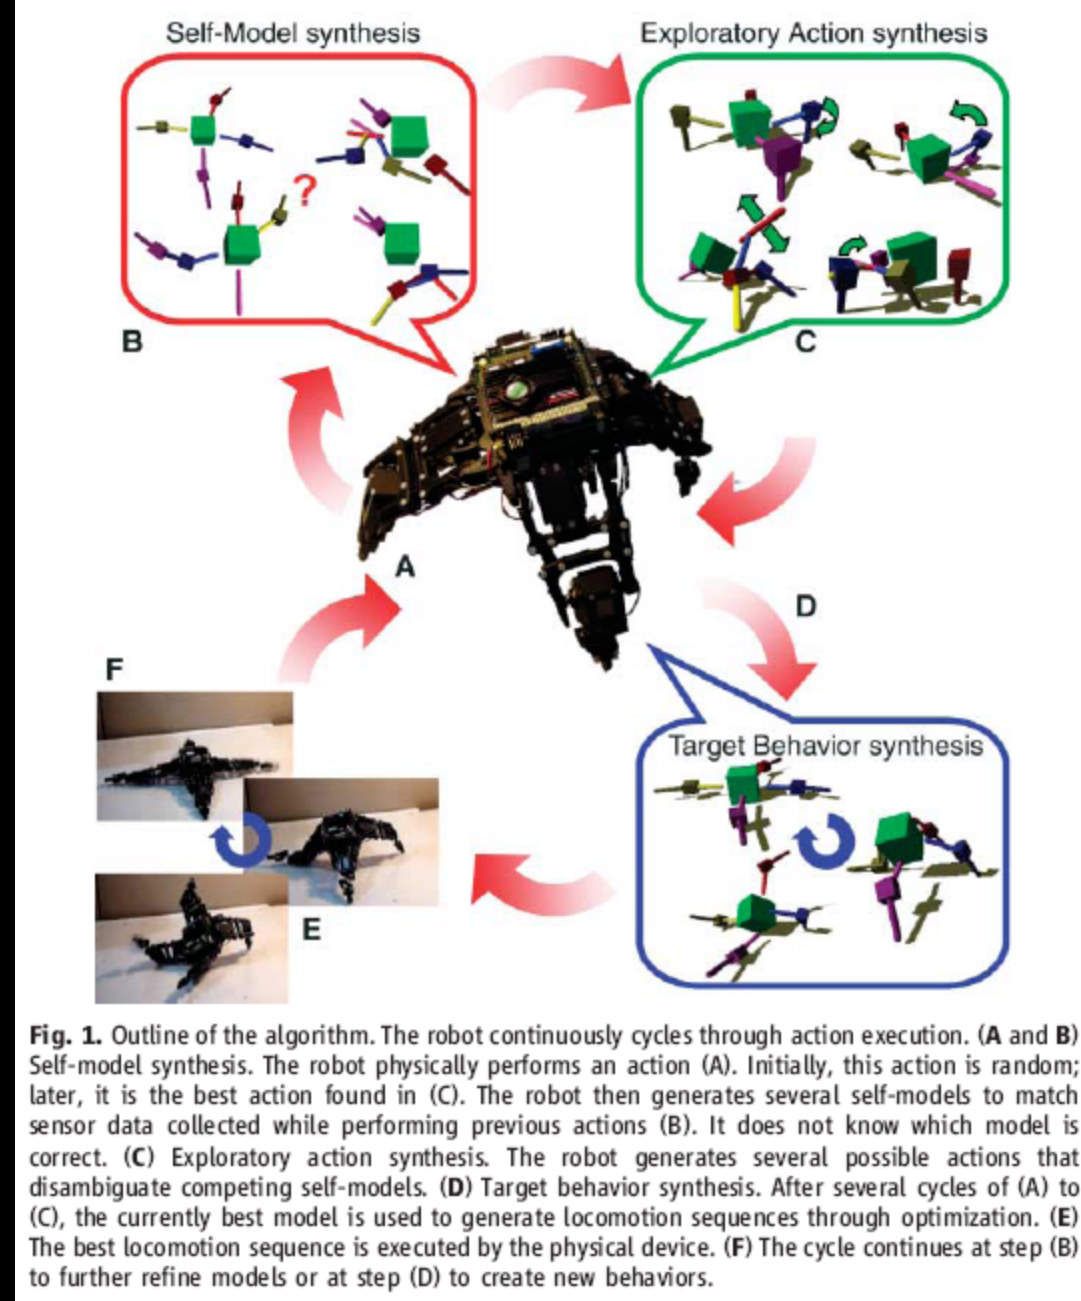 Self-Model synthesis
Exploratory Action synthesis
?
B
C
A
D
F
Target Behavior synthesis
E
Fig. 1. Outline of the algorithm. The robot continuously cycles through action execution. (A and B)
Self-model synthesis. The robot physically performs an action (A). Initially, this action is random;
later, it is the best action found in (C). The robot then generates several self-models to match
sensor data collected while performing previous actions (B). It does not know which model is
correct. (C) Exploratory action synthesis. The robot generates several possible actions that
disambiguate competing self-models. (D) Target behavior synthesis. After several cycles of (A) to
(C), the currently best model is used to generate locomotion sequences through optimization. (E)
The best locomotion sequence is executed by the physical device. (F) The cycle continues at step (B)
to further refine models or at step (D) to create new behaviors.